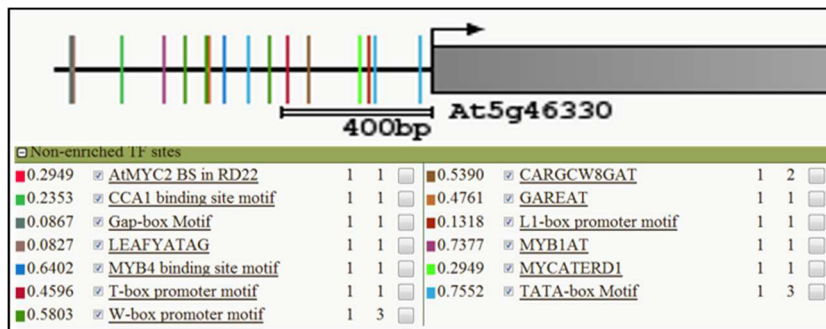 At5g46330
400bp
Non-enriched TF sites
0.2949 AtMYC2 BS in RD22 1 1
0.2353 CCA1 binding site motif 1 1
0.0867 Gap-box Motif 1 1
0.0827 LEAFYATAG 1 1
0.6402 MYB4 binding site motif 1 1
0.4596 T-box promoter motif 1 1
0.5803 W-box promoter motif 1 3
0.5390 CARGCW8GAT 1 2
0.4761 GAREAT 1 1
0.1318 L1-box promoter motif 1 1
0.7377 MYB1AT 1 1
0.2949 MYCATERD1 1 1
0.7552 TATA-box Motif 1 3